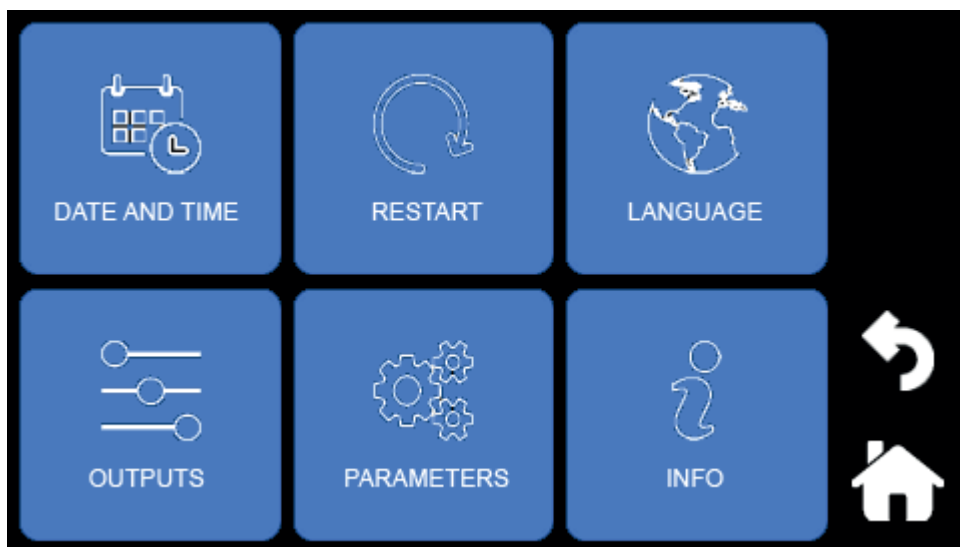 DATE AND TIME
RESTART
LANGUAGE
OUTPUTS
PARAMETERS
INFO